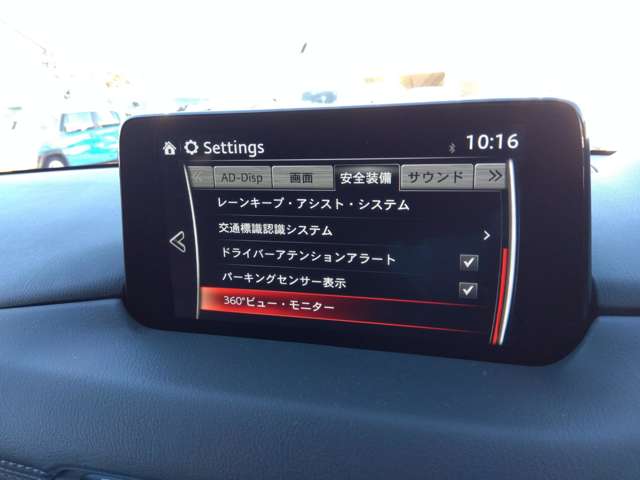 Settings 10:16
AD-Disp 画面 安全装備 サウンド
レーンキープ・アシスト・システム
交通標識認識システム
ドライバーアテンションアラート
パーキングセンサー表示
360°ビュー・モニター